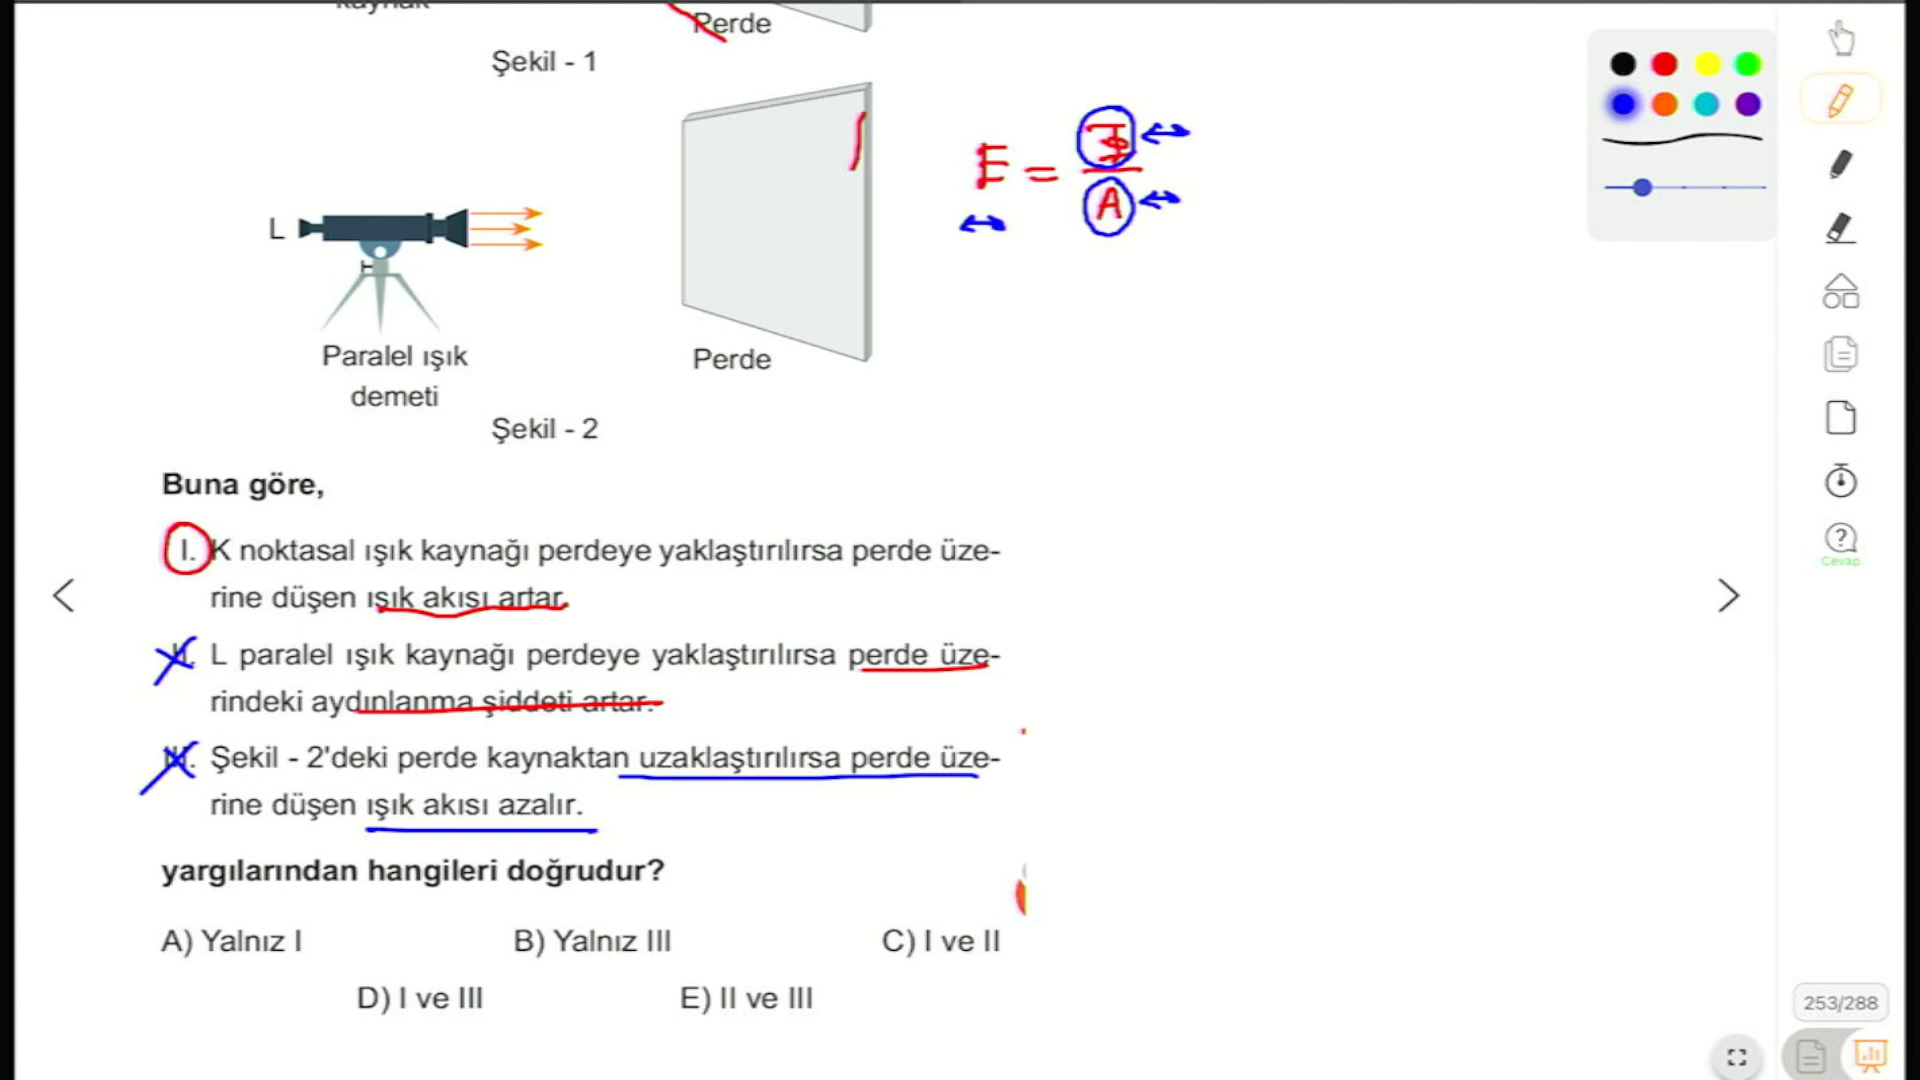 kaynak
Perde
Şekil - 1
E = I / A
L
Paralel ışık
demeti
Perde
Şekil - 2
Buna göre,
I. K noktasal ışık kaynağı perdeye yaklaştırılırsa perde üze-
rine düşen ışık akısı artar.
II. L paralel ışık kaynağı perdeye yaklaştırılırsa perde üze-
rindeki aydınlanma şiddeti artar.
III. Şekil - 2'deki perde kaynaktan uzaklaştırılırsa perde üze-
rine düşen ışık akısı azalır.
yargılarından hangileri doğrudur?
A) Yalnız I B) Yalnız III C) I ve II
D) I ve III E) II ve III
Cevap
253/288